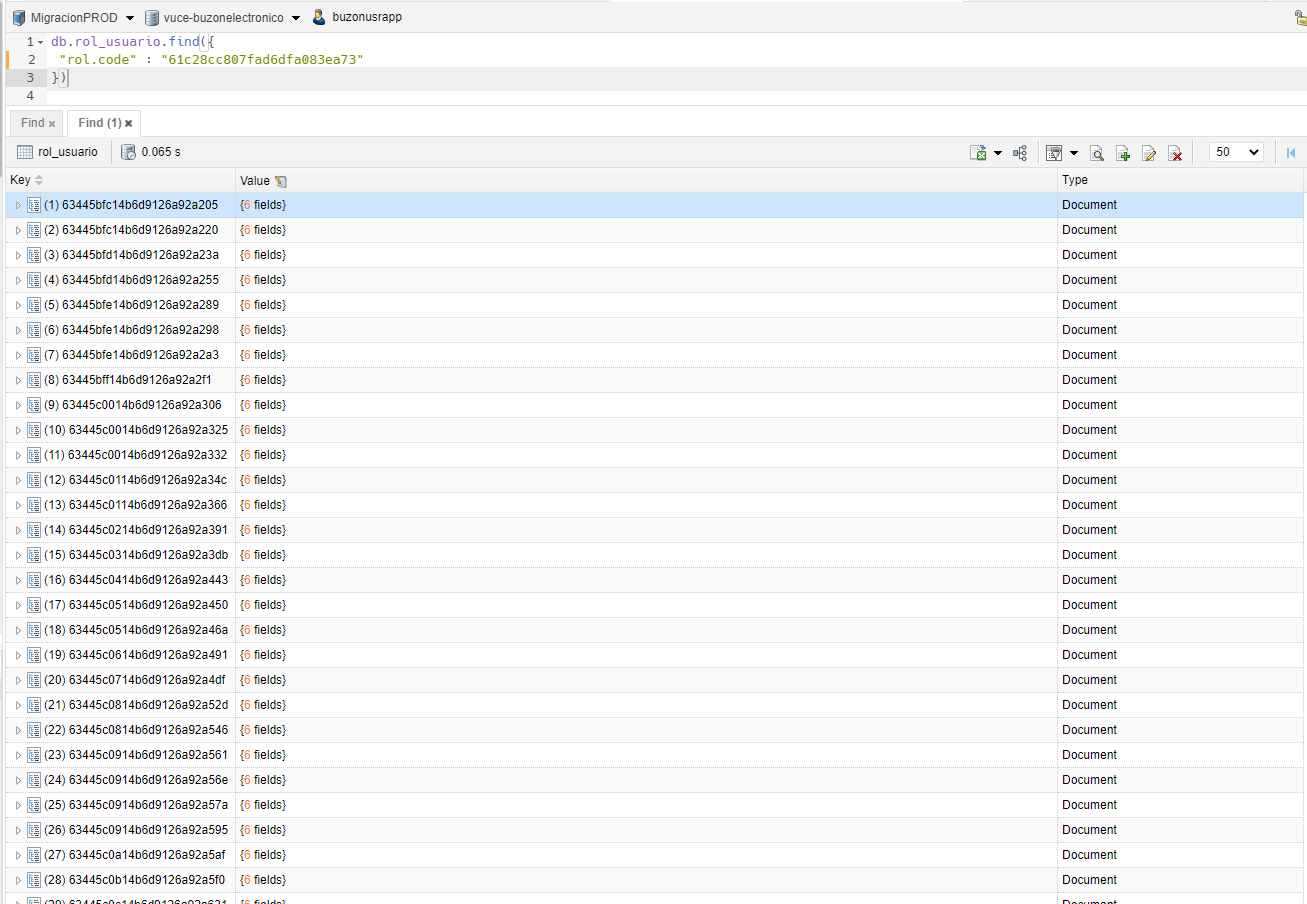 MigracionPROD vuce-buzonelectronico buzonusrapp
1 db.rol_usuario.find({
2 "rol.code" : "61c28cc807fad6dfa083ea73"
3 })
4
Find × Find (1) ×
rol_usuario 0.065 s 50
Key Value Type
(1) 63445bfc14b6d9126a92a205 {6 fields} Document
(2) 63445bfc14b6d9126a92a220 {6 fields} Document
(3) 63445bfd14b6d9126a92a23a {6 fields} Document
(4) 63445bfd14b6d9126a92a255 {6 fields} Document
(5) 63445bfe14b6d9126a92a289 {6 fields} Document
(6) 63445bfe14b6d9126a92a298 {6 fields} Document
(7) 63445bfe14b6d9126a92a2a3 {6 fields} Document
(8) 63445bff14b6d9126a92a2f1 {6 fields} Document
(9) 63445c0014b6d9126a92a306 {6 fields} Document
(10) 63445c0014b6d9126a92a325 {6 fields} Document
(11) 63445c0014b6d9126a92a332 {6 fields} Document
(12) 63445c0114b6d9126a92a34c {6 fields} Document
(13) 63445c0114b6d9126a92a366 {6 fields} Document
(14) 63445c0214b6d9126a92a391 {6 fields} Document
(15) 63445c0314b6d9126a92a3db {6 fields} Document
(16) 63445c0414b6d9126a92a443 {6 fields} Document
(17) 63445c0514b6d9126a92a450 {6 fields} Document
(18) 63445c0514b6d9126a92a46a {6 fields} Document
(19) 63445c0614b6d9126a92a491 {6 fields} Document
(20) 63445c0714b6d9126a92a4df {6 fields} Document
(21) 63445c0814b6d9126a92a52d {6 fields} Document
(22) 63445c0814b6d9126a92a546 {6 fields} Document
(23) 63445c0914b6d9126a92a561 {6 fields} Document
(24) 63445c0914b6d9126a92a56e {6 fields} Document
(25) 63445c0914b6d9126a92a57a {6 fields} Document
(26) 63445c0914b6d9126a92a595 {6 fields} Document
(27) 63445c0a14b6d9126a92a5af {6 fields} Document
(28) 63445c0b14b6d9126a92a5f0 {6 fields} Document